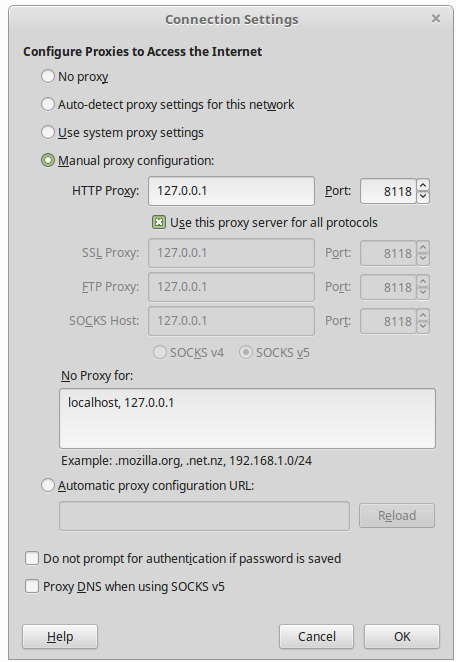 Connection Settings
Configure Proxies to Access the Internet
No proxy
Auto-detect proxy settings for this network
Use system proxy settings
Manual proxy configuration:
HTTP Proxy: 127.0.0.1 Port: 8118
Use this proxy server for all protocols
SSL Proxy: 127.0.0.1 Port: 8118
FTP Proxy: 127.0.0.1 Port: 8118
SOCKS Host: 127.0.0.1 Port: 8118
SOCKS v4 SOCKS v5
No Proxy for:
localhost, 127.0.0.1
Example: .mozilla.org, .net.nz, 192.168.1.0/24
Automatic proxy configuration URL:
Reload
Do not prompt for authentication if password is saved
Proxy DNS when using SOCKS v5
Help Cancel OK